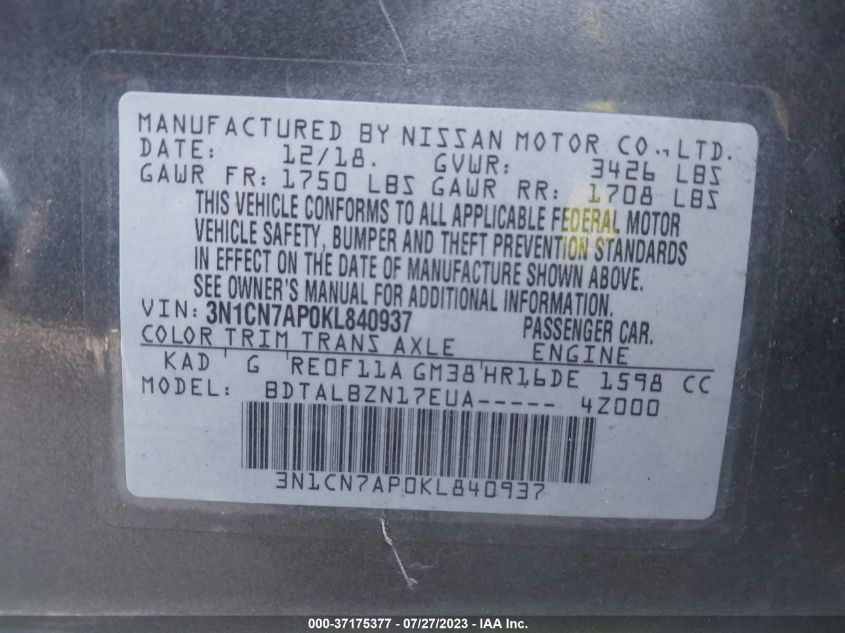 MANUFACTURED BY NISSAN MOTOR CO., LTD.
DATE: 12/18. GVWR: 3426 LBS
GAWR FR: 1750 LBS GAWR RR: 1708 LBS
THIS VEHICLE CONFORMS TO ALL APPLICABLE FEDERAL MOTOR
VEHICLE SAFETY, BUMPER AND THEFT PREVENTION STANDARDS
IN EFFECT ON THE DATE OF MANUFACTURE SHOWN ABOVE.
SEE OWNER'S MANUAL FOR ADDITIONAL INFORMATION.
VIN: 3N1CN7AP0KL840937 PASSENGER CAR.
COLOR TRIM TRANS AXLE ENGINE
KAD G RE0F11A GM38 HR16DE 1598 CC
MODEL: BDTALBZN17EUA----- 4Z000
3N1CN7AP0KL840937
000-37175377 / 07/27/2023 - IAA Inc.